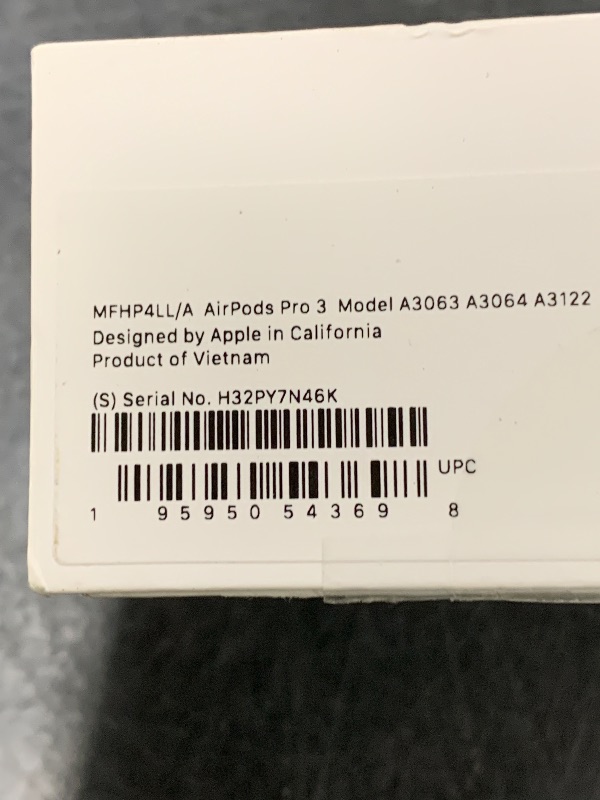 MFHP4LL/A AirPods Pro 3 Model A3063 A3064 A3122
Designed by Apple in California
Product of Vietnam
(S) Serial No. H32PY7N46K
UPC
1 95950 54369 8